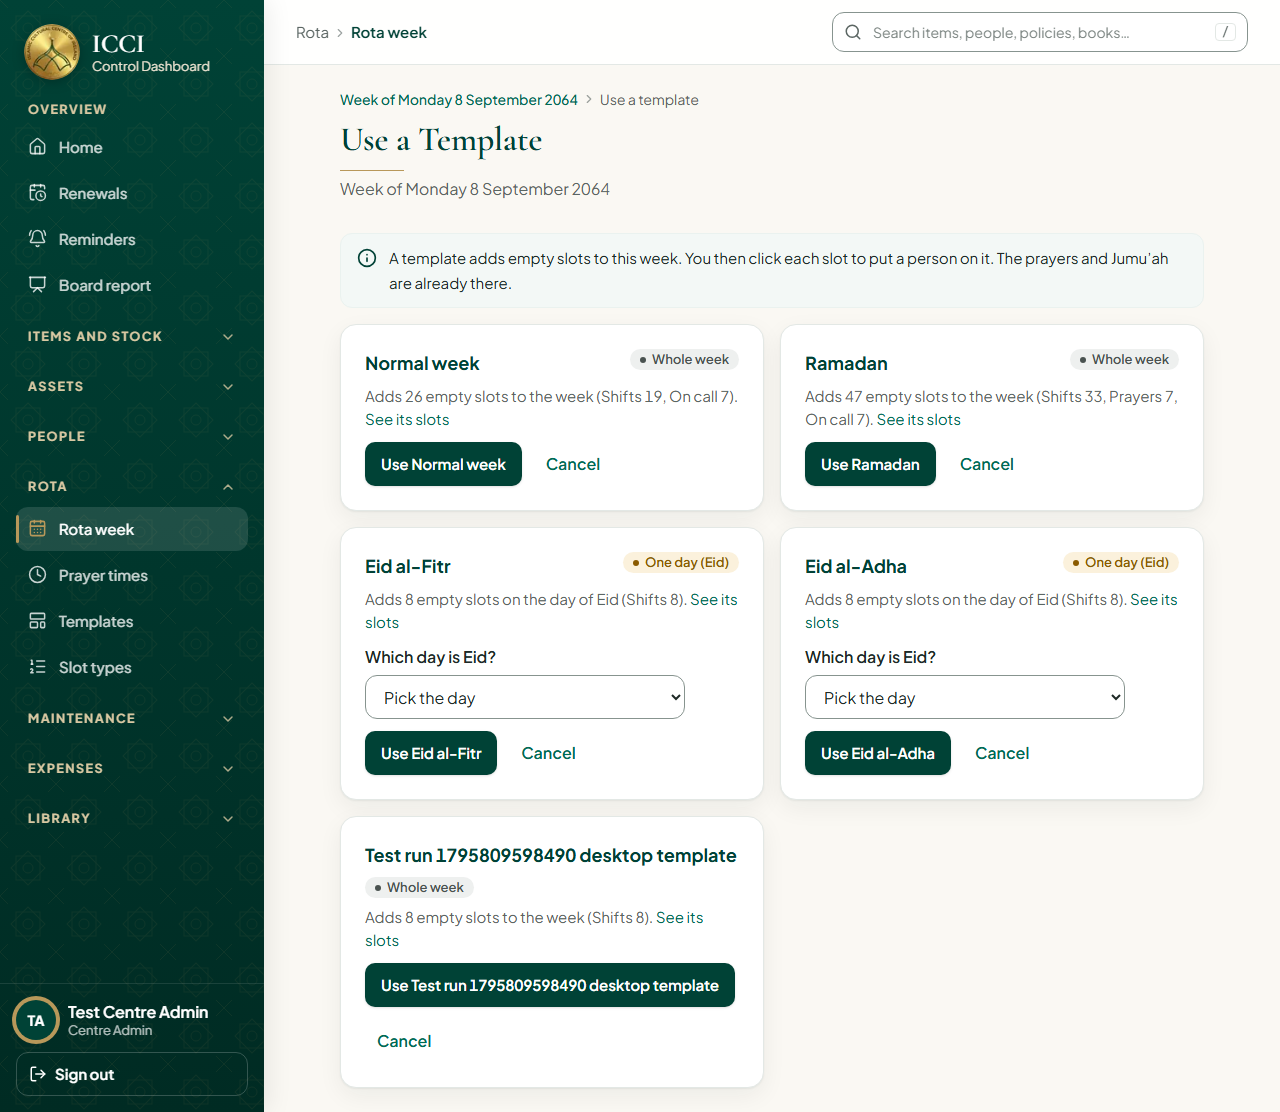 ICCI
Control Dashboard
OVERVIEW
Home
Renewals
Reminders
Board report
ITEMS AND STOCK
ASSETS
PEOPLE
ROTA
Rota week
Prayer times
Templates
Slot types
MAINTENANCE
EXPENSES
LIBRARY
TA
Test Centre Admin
Centre Admin
Sign out
Rota > Rota week
Search items, people, policies, books…
/
Week of Monday 8 September 2064 > Use a template
Use a Template
Week of Monday 8 September 2064
A template adds empty slots to this week. You then click each slot to put a person on it. The prayers and Jumu'ah
are already there.
Normal week
Whole week
Adds 26 empty slots to the week (Shifts 19, On call 7).
See its slots
Use Normal week
Cancel
Ramadan
Whole week
Adds 47 empty slots to the week (Shifts 33, Prayers 7,
On call 7). See its slots
Use Ramadan
Cancel
Eid al-Fitr
One day (Eid)
Adds 8 empty slots on the day of Eid (Shifts 8). See its
slots
Which day is Eid?
Pick the day
Use Eid al-Fitr
Cancel
Eid al-Adha
One day (Eid)
Adds 8 empty slots on the day of Eid (Shifts 8). See its
slots
Which day is Eid?
Pick the day
Use Eid al-Adha
Cancel
Test run 1795809598490 desktop template
Whole week
Adds 8 empty slots to the week (Shifts 8). See its
slots
Use Test run 1795809598490 desktop template
Cancel